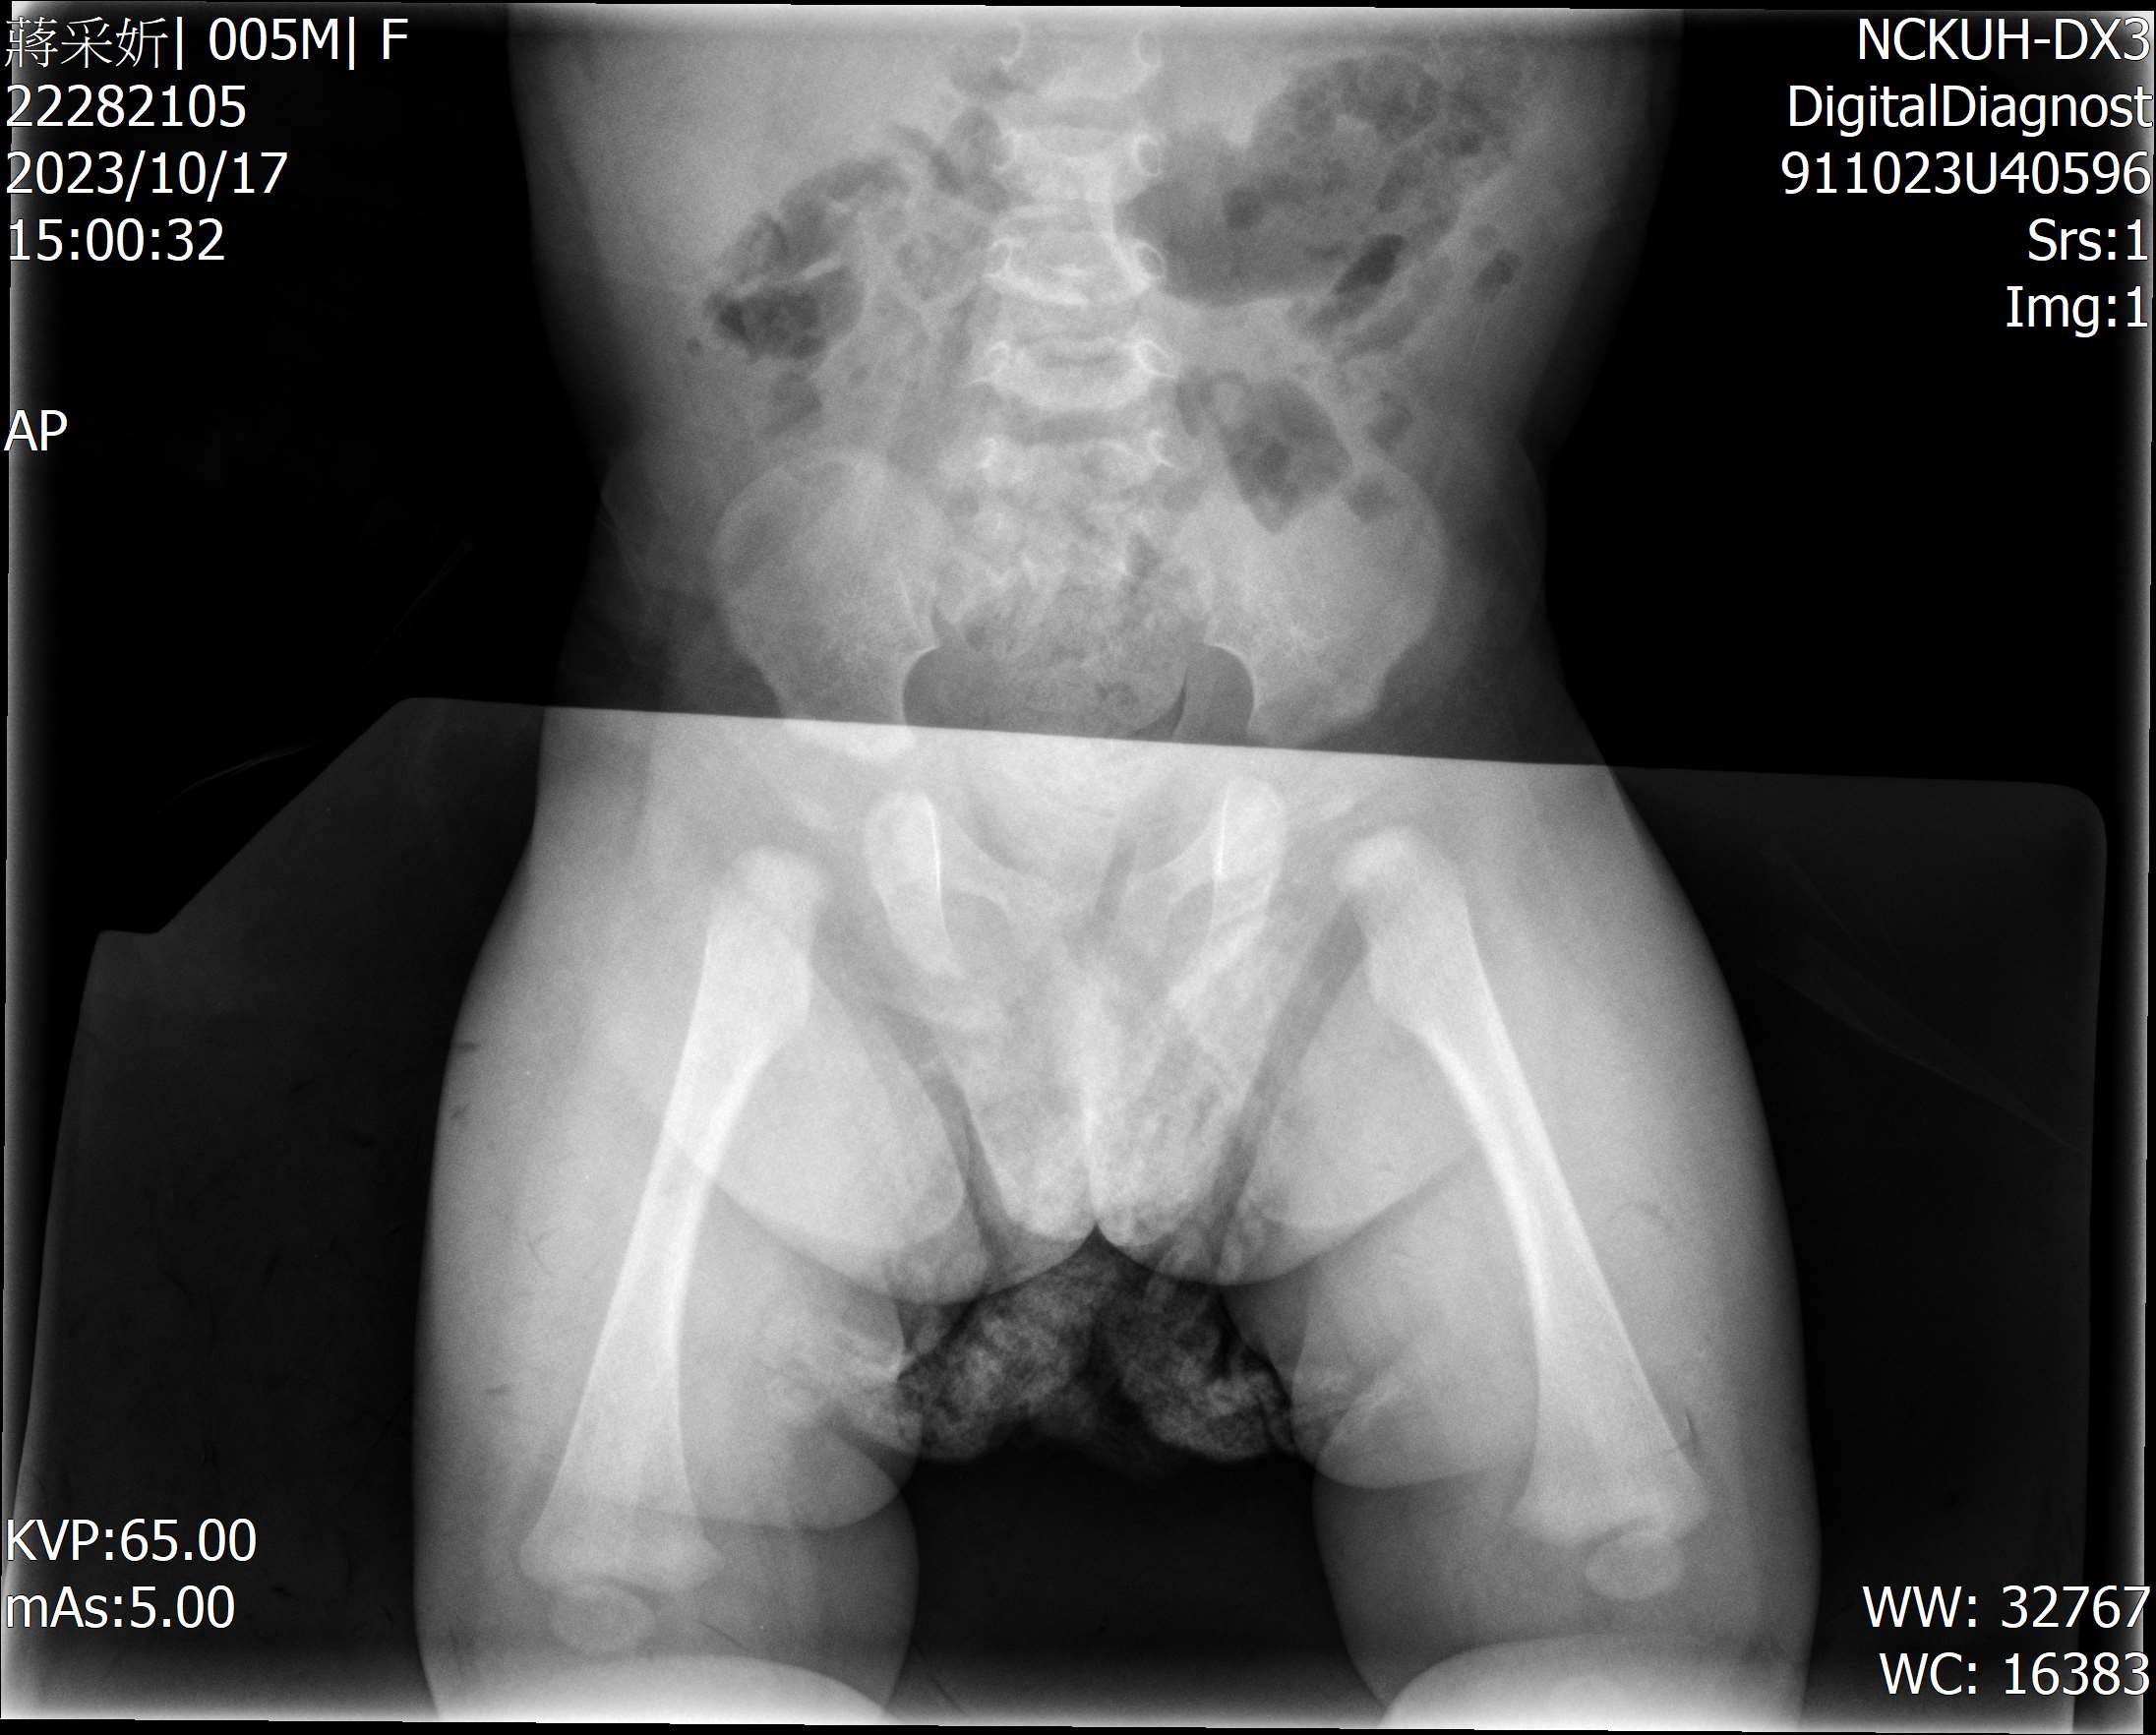 蔣采妡| 005M| F
22282105
2023/10/17
15:00:32
AP
NCKUH-DX3
DigitalDiagnost
911023U40596
Srs:1
Img:1
KVP:65.00
mAs:5.00
WW: 32767
WC: 16383